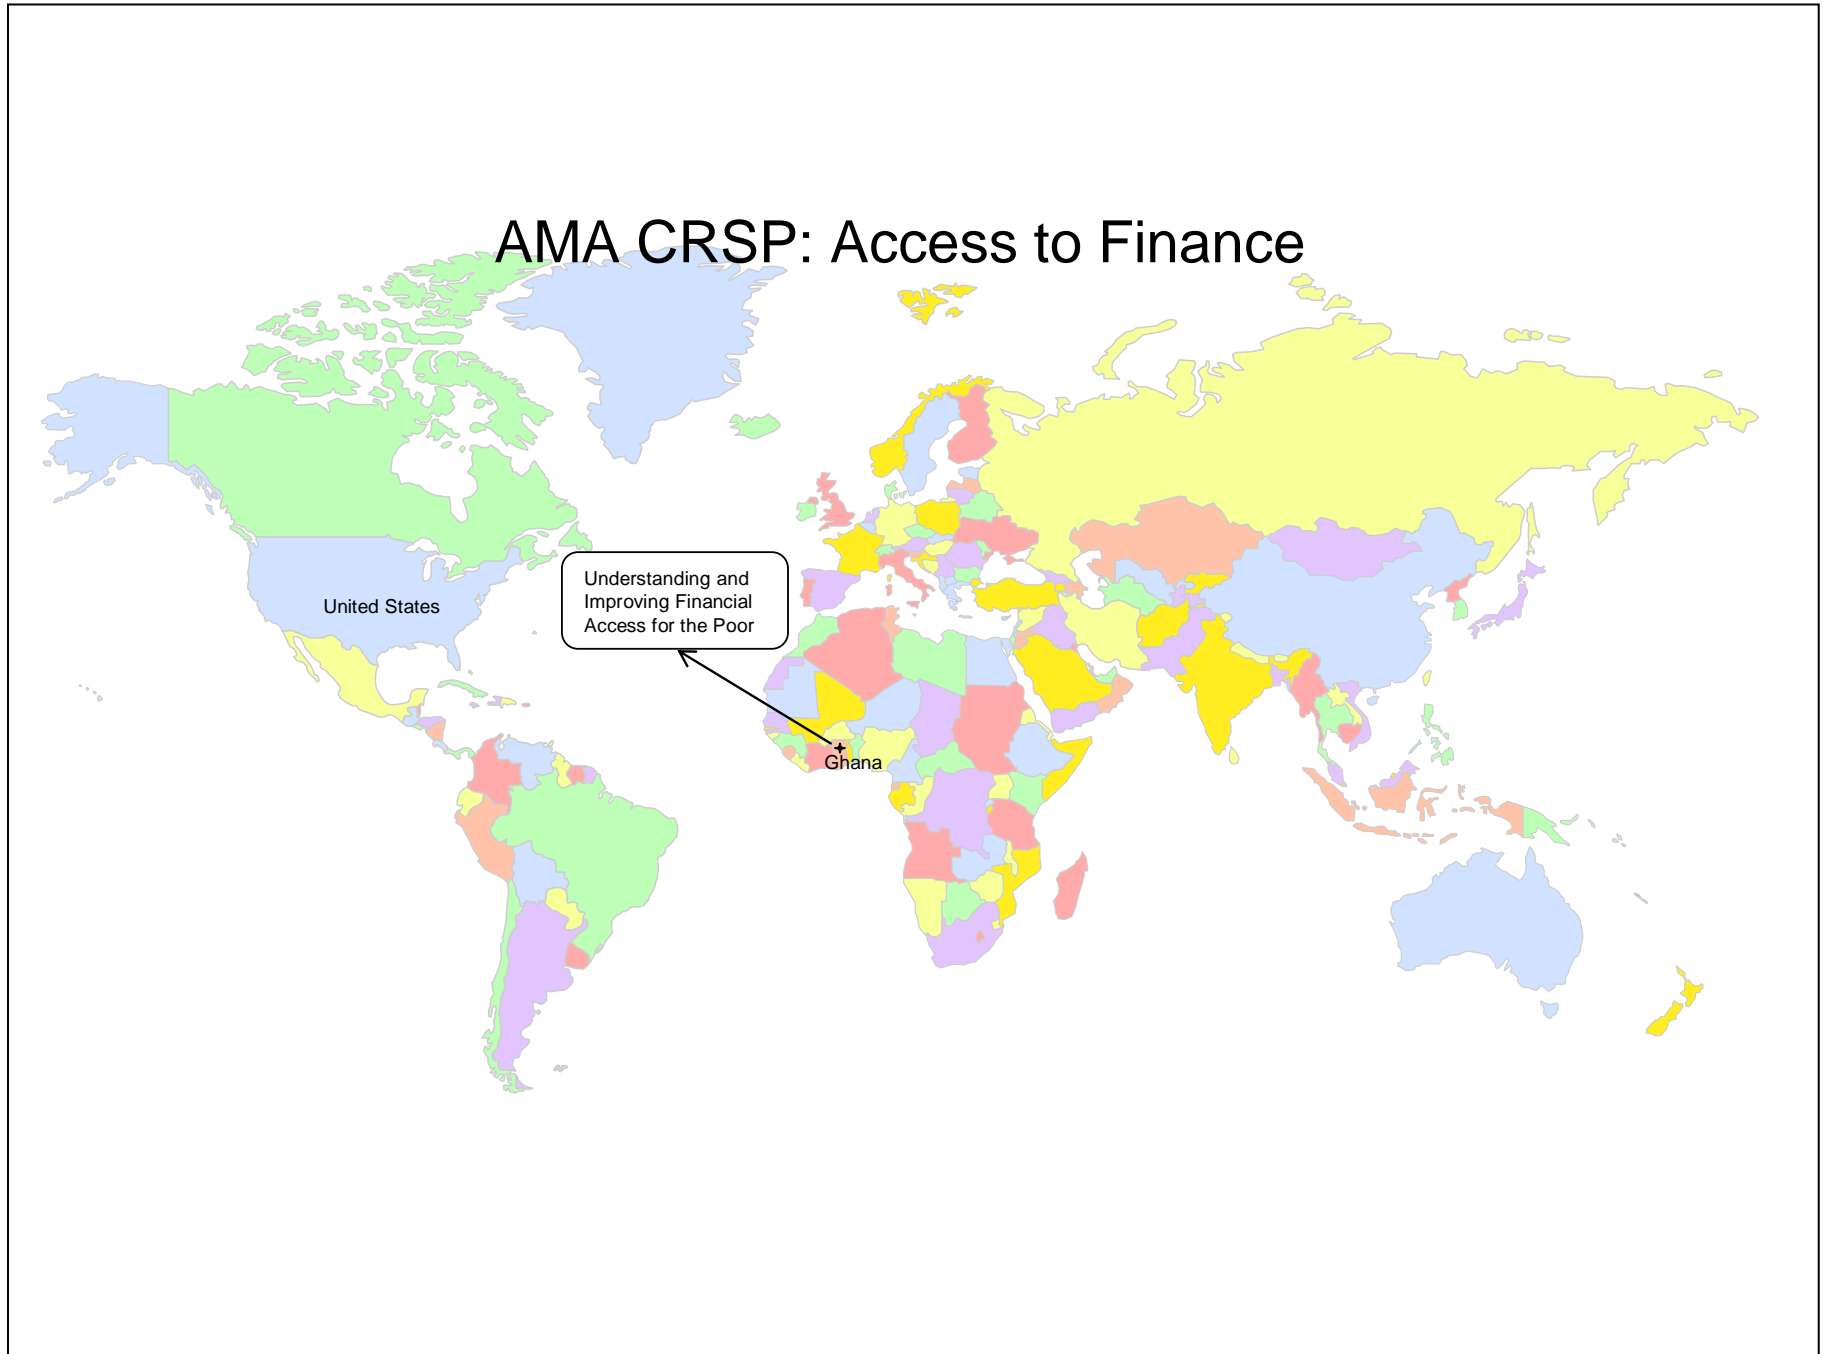 AMA CRSP: Access to Finance
Understanding and
Improving Financial
Access for the Poor
United States
Ghana